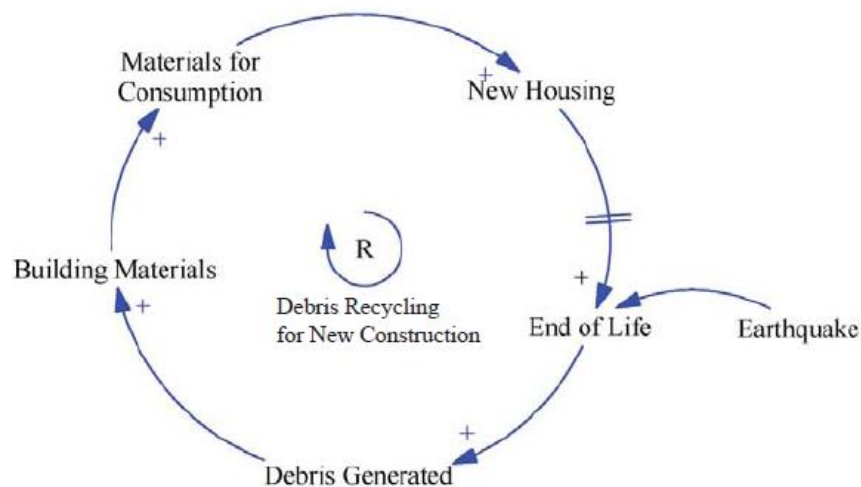 Materials for
Consumption
+
New Housing
+
Building Materials
R
+
Debris Recycling
for New Construction
+
End of Life
Earthquake
+
Debris Generated